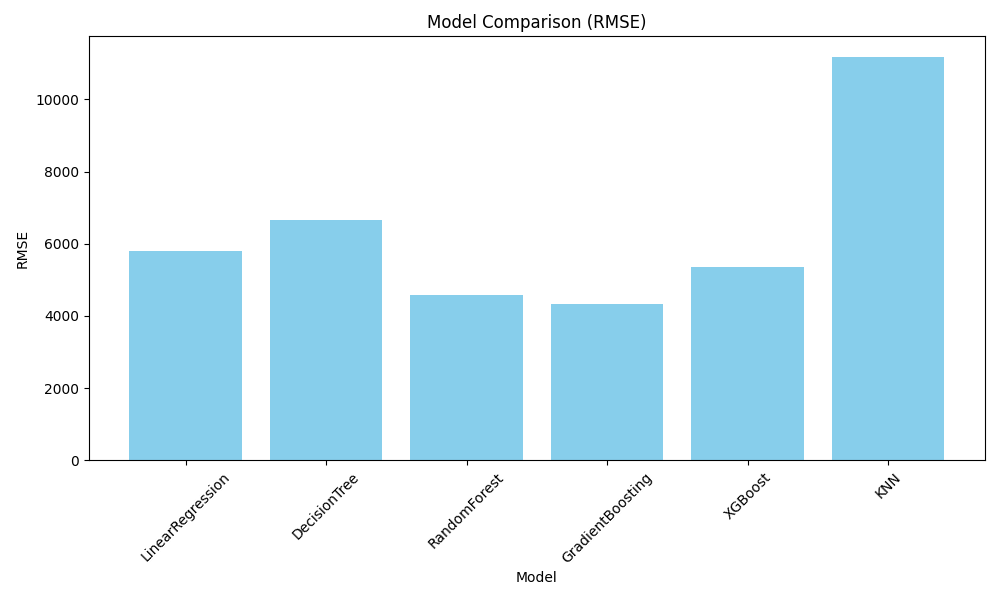 Model Comparison (RMSE)
RMSE
10000
8000
6000
4000
2000
0
LinearRegression
DecisionTree
RandomForest
GradientBoosting
XGBoost
KNN
Model